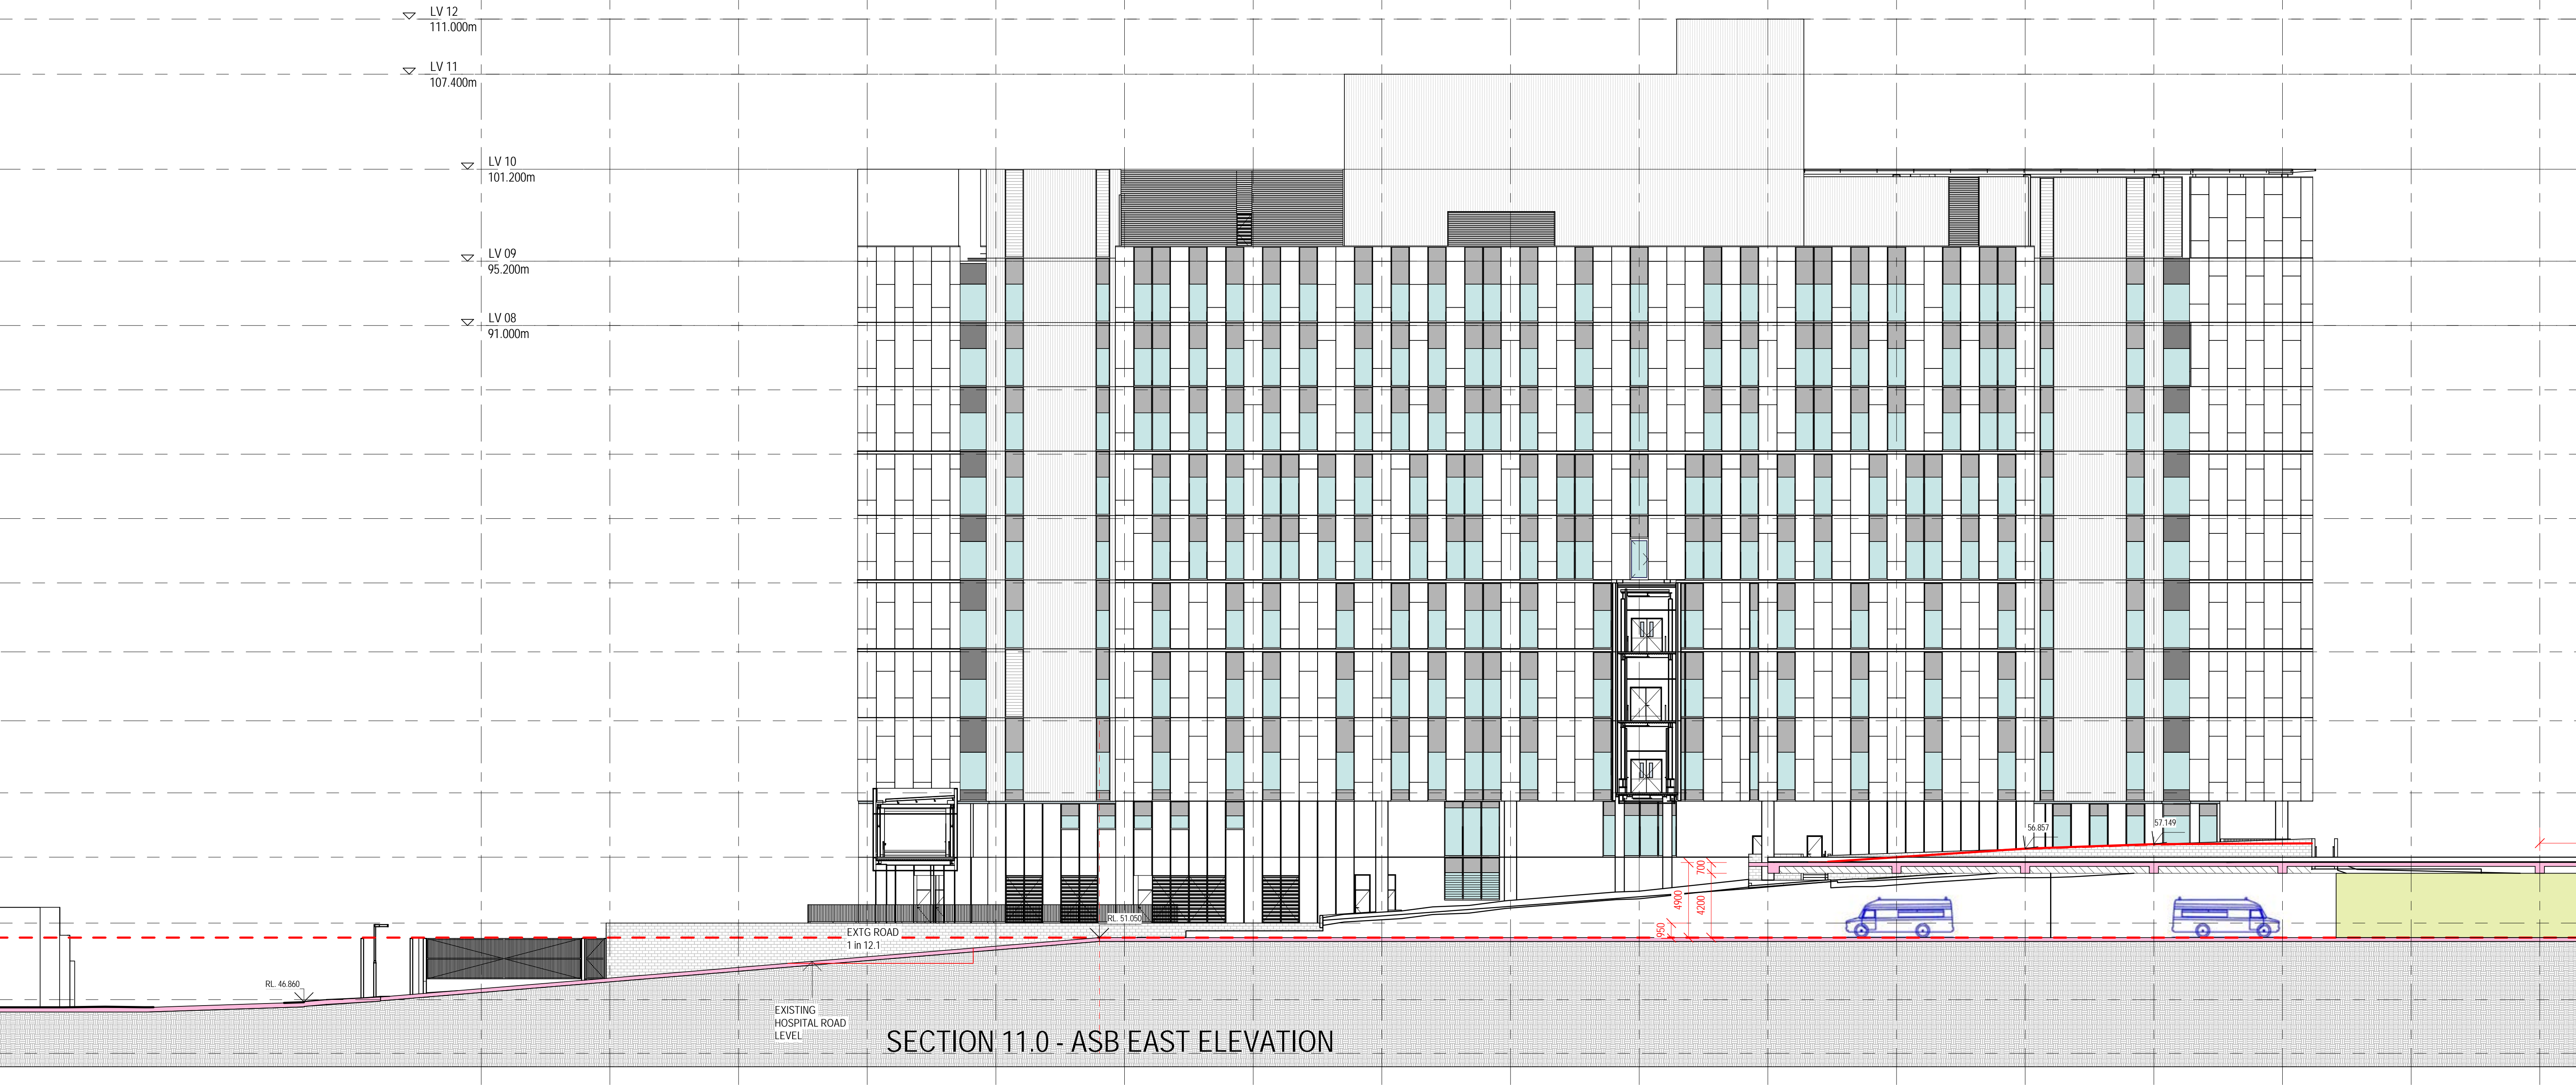 LV 12
111.000m
LV 11
107.400m
LV 10
101.200m
LV 09
95.200m
LV 08
91.000m
56.857
57.149
700
4900
4200
950
RL. 51.050
EXTG ROAD
1 in 12.1
RL. 46.860
EXISTING
HOSPITAL ROAD
LEVEL
SECTION 11.0 - ASB EAST ELEVATION